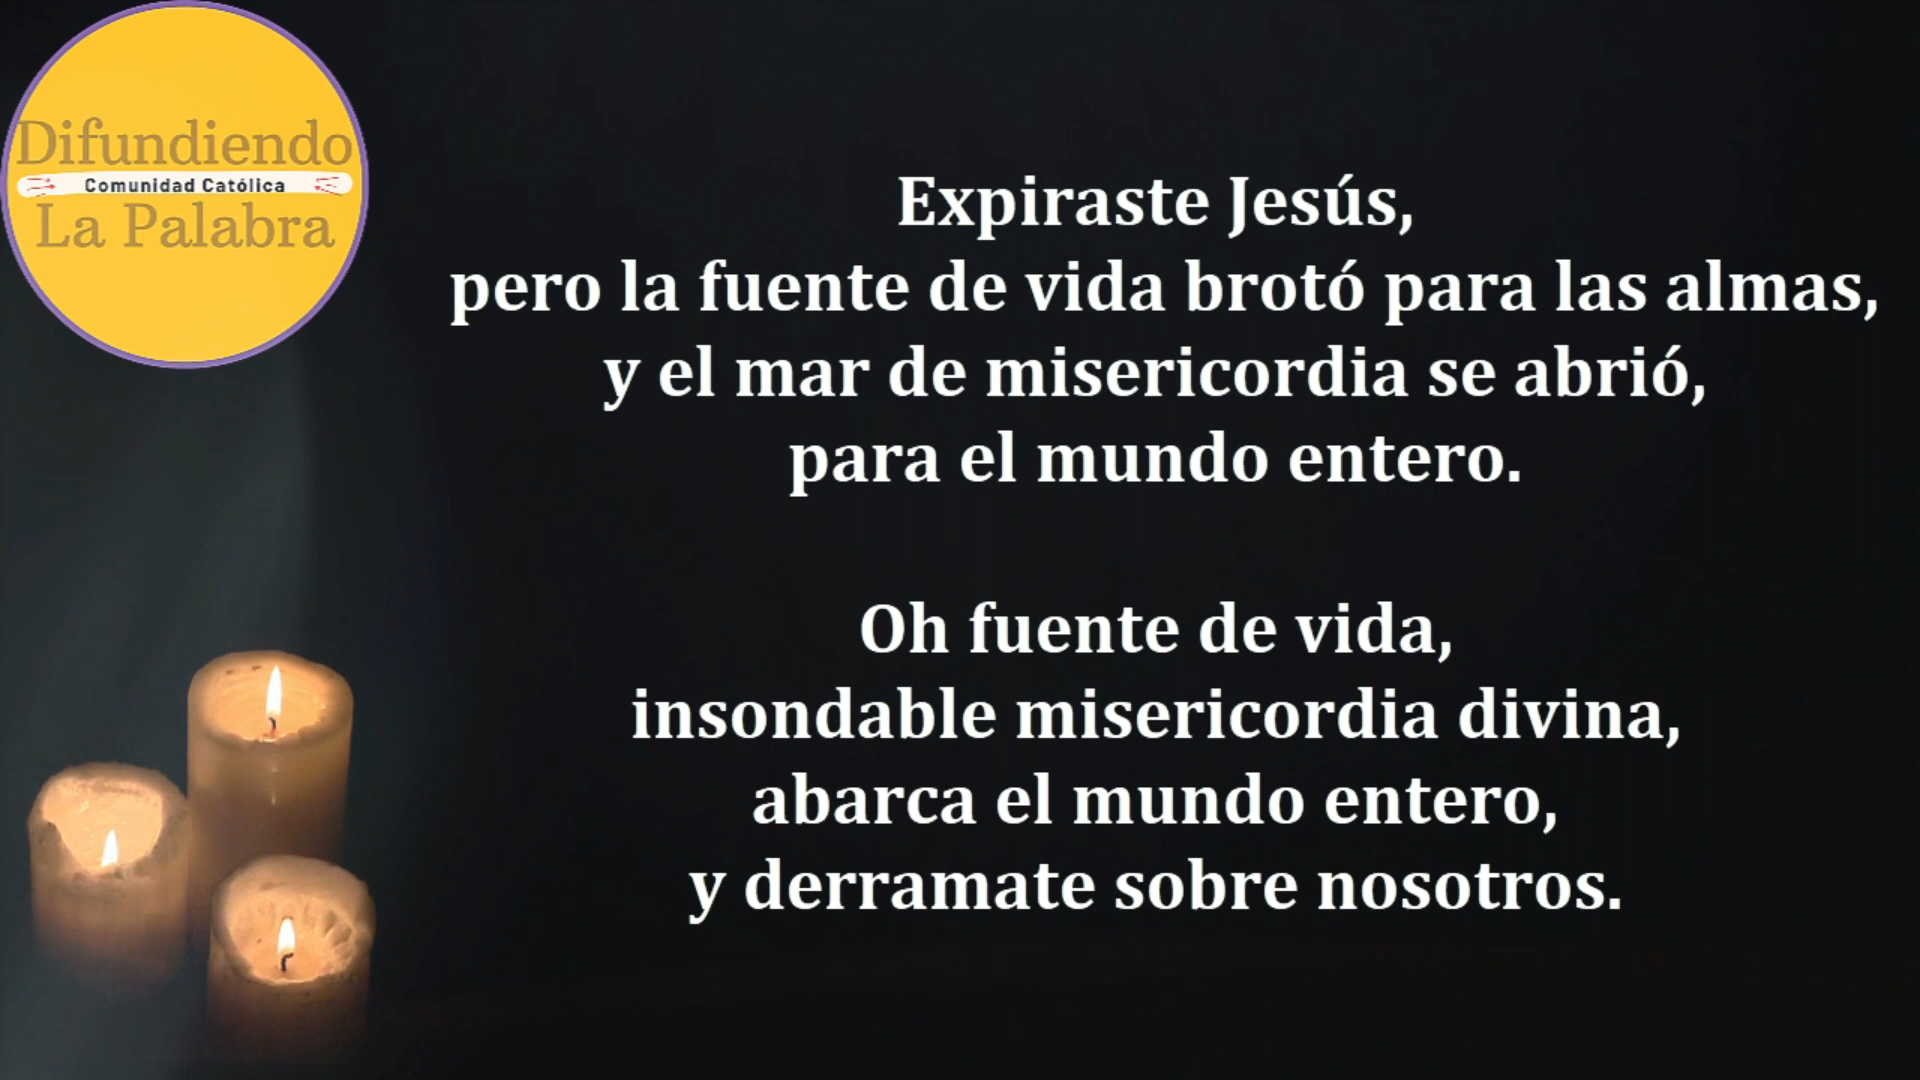 Difundiendo
Comunidad Católica
La Palabra
Expiraste Jesús,
pero la fuente de vida brotó para las almas,
y el mar de misericordia se abrió,
para el mundo entero.
Oh fuente de vida,
insondable misericordia divina,
abarca el mundo entero,
y derramate sobre nosotros.